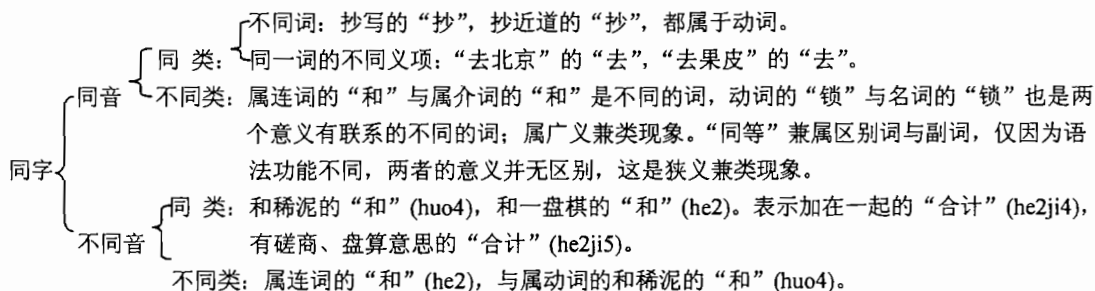 不同词：抄写的“抄”，抄近道的“抄”，都属于动词。
同 类：
同一词的不同义项：“去北京”的“去”，“去果皮”的“去”。
同音
不同类：属连词的“和”与属介词的“和”是不同的词，动词的“锁”与名词的“锁”也是两
个意义有联系的不同的词；属广义兼类现象。“同等”兼属区别词与副词，仅因为语
同字
法功能不同，两者的意义并无区别，这是狭义兼类现象。
同 类：和稀泥的“和”(huo4)，和一盘棋的“和”(he2)。表示加在一起的“合计”(he2ji4)，
不同音
有磋商、盘算意思的“合计”(he2ji5)。
不同类：属连词的“和”(he2)，与属动词的和稀泥的“和”(huo4)。